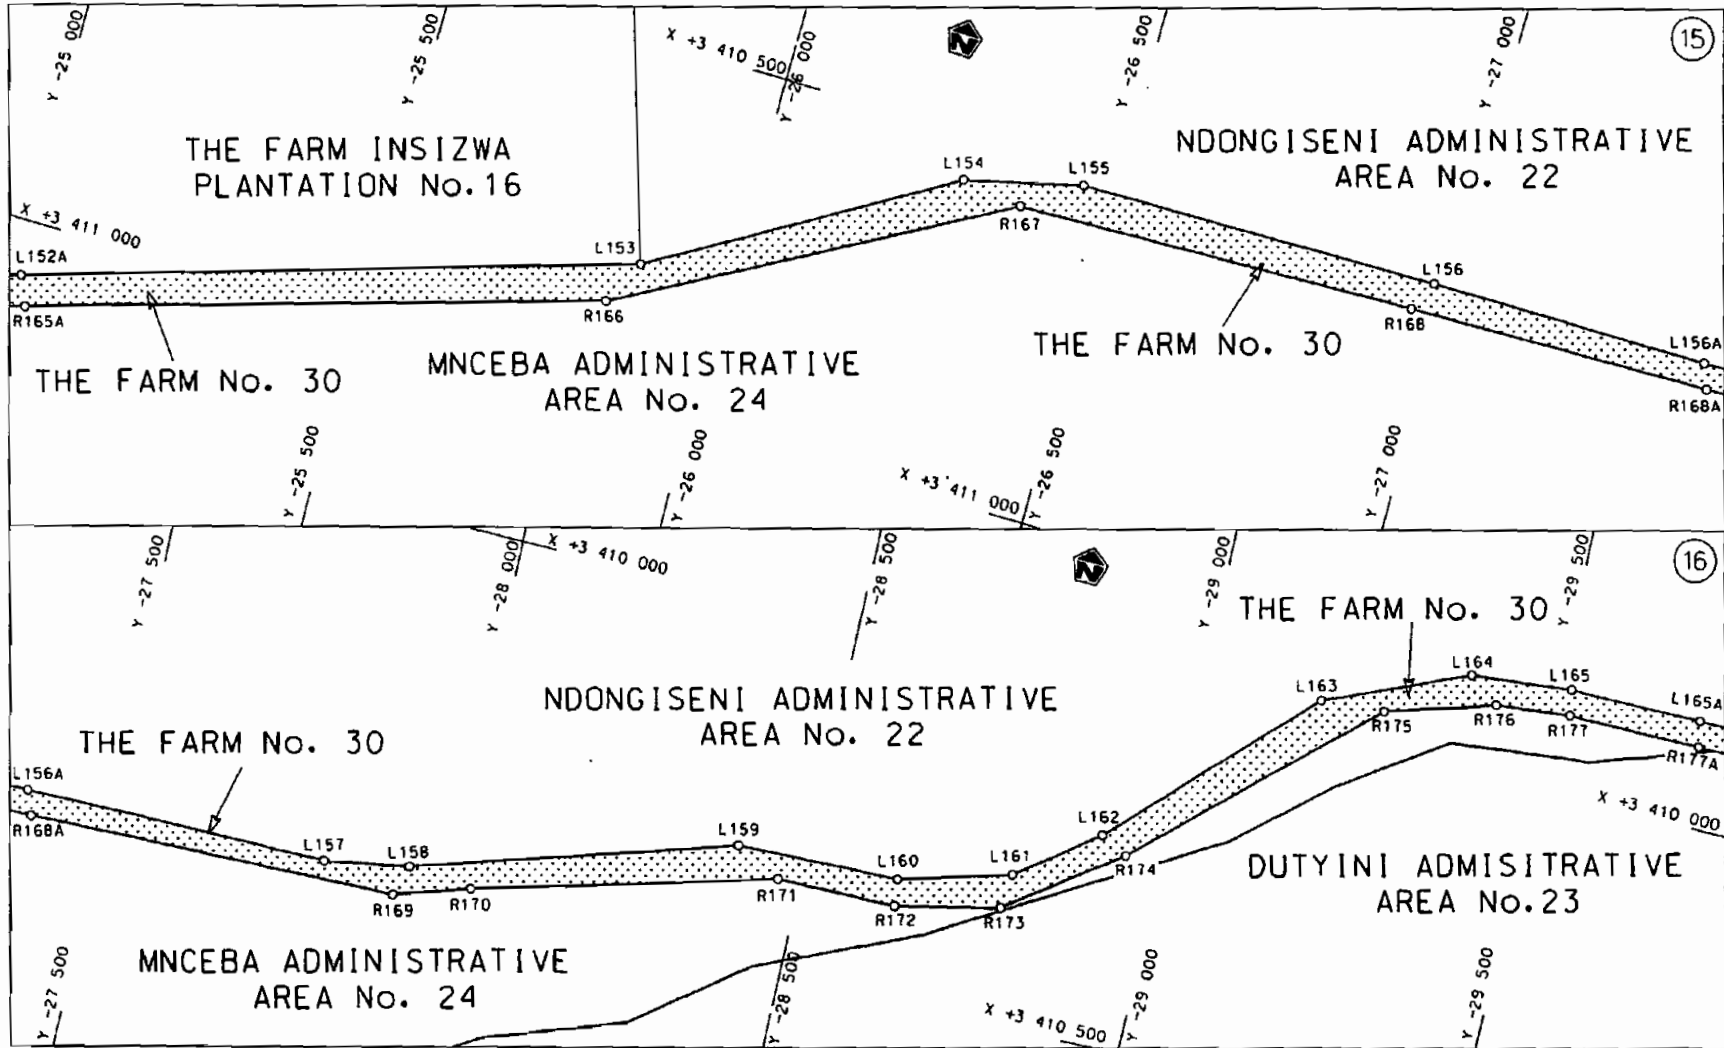 Y -25 000
Y -25 500
X +3 410 500
Y -26 000
N
Y -26 500
Y -27 000
15
THE FARM INSIZWA
PLANTATION No.16
NDONGISENI ADMINISTRATIVE
AREA No. 22
L154
L155
X +3 411 000
L153
R167
L152A
L156
R165A
R166
R168
L156A
THE FARM No. 30
MNCEBA ADMINISTRATIVE
AREA No. 24
THE FARM No. 30
R168A
Y -25 500
Y -26 000
X +3 411 000
Y -26 500
Y -27 000
Y -27 500
Y -28 000
X +3 410 000
Y -28 500
N
Y -29 000
Y -29 500
16
THE FARM No. 30
NDONGISENI ADMINISTRATIVE
AREA No. 22
L163
L164
L165
L165A
R175
R176
R177
R177A
THE FARM No. 30
L156A
R168A
L157
L158
L159
L160
L161
L162
X +3 410 000
R169
R170
R171
R172
R173
R174
DUTYINI ADMISITRATIVE
AREA No.23
MNCEBA ADMINISTRATIVE
AREA No. 24
Y -27 500
Y -28 500
X +3 410 500
Y -29 000
Y -29 500